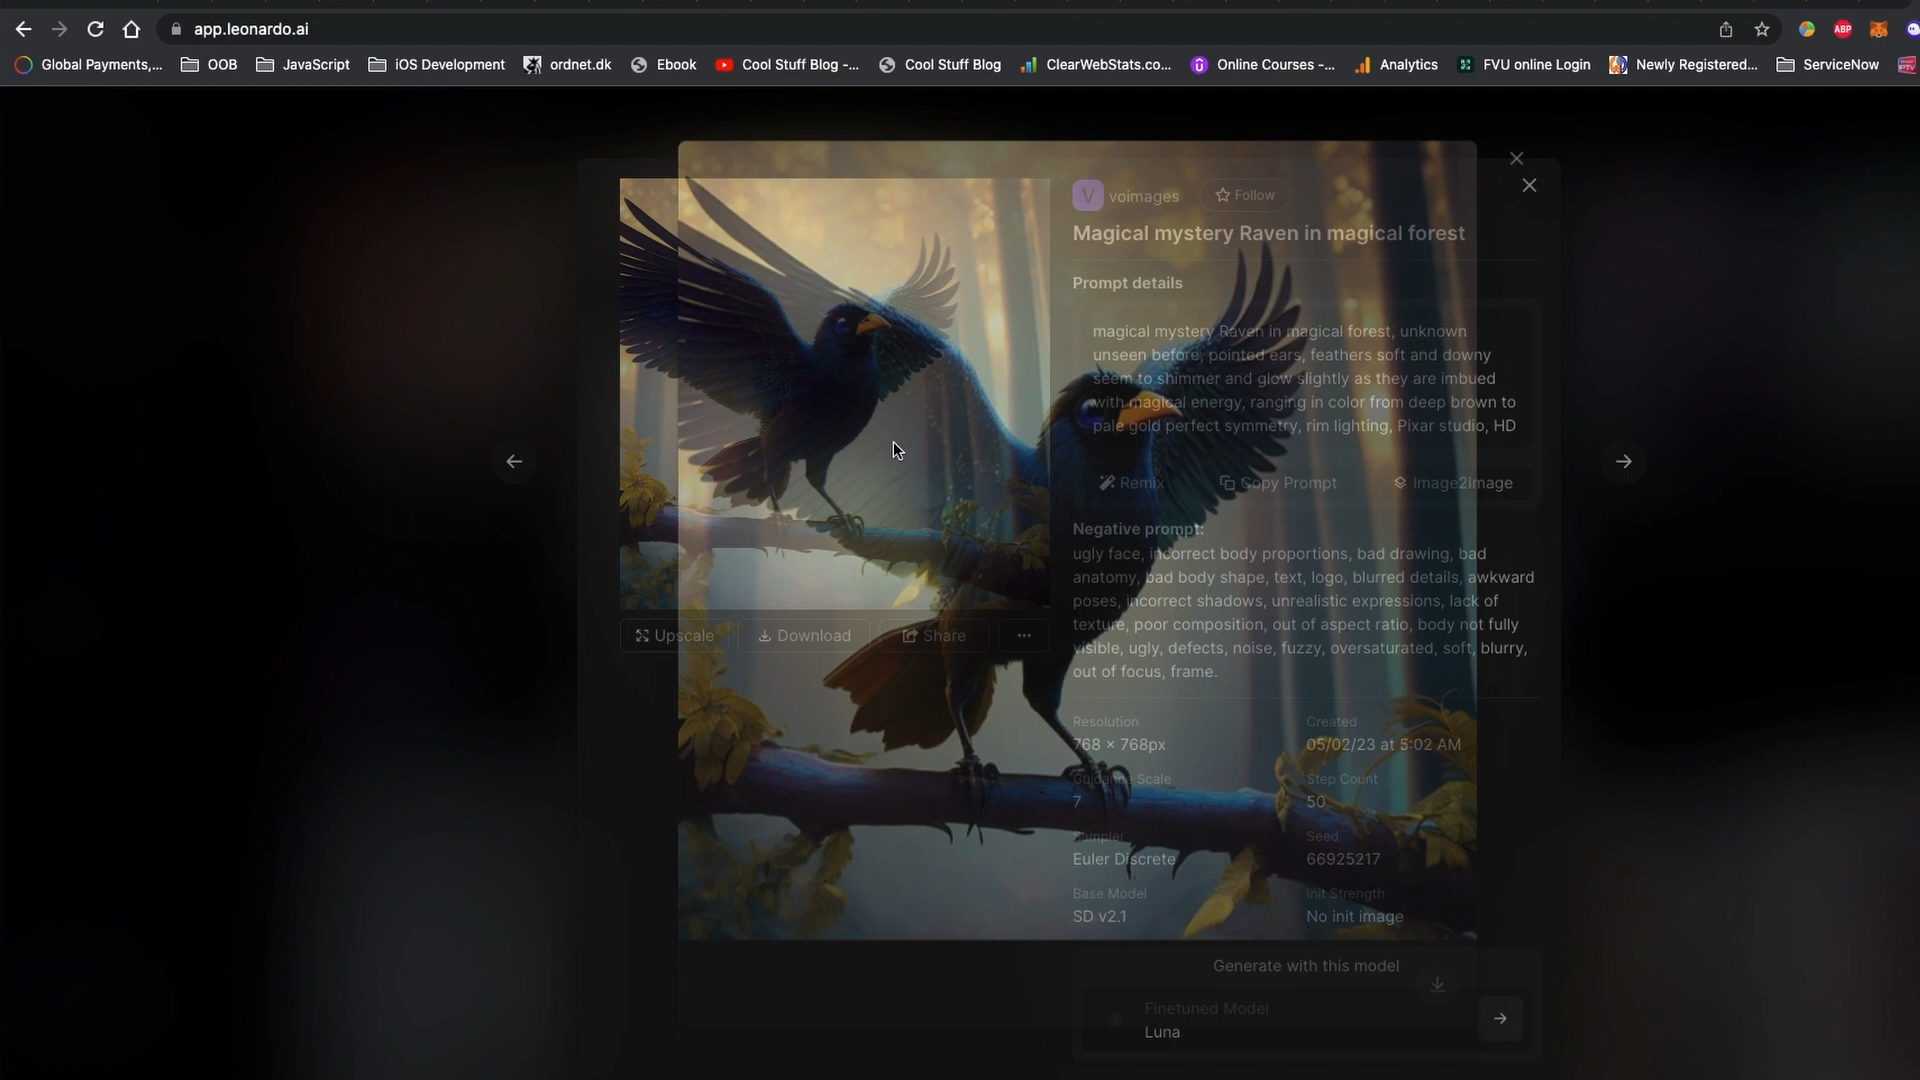 app.leonardo.ai
ABP
Global Payments,...
OOB
JavaScript
iOS Development
ordnet.dk
Ebook
Cool Stuff Blog -...
Cool Stuff Blog
ClearWebStats.co...
Online Courses -...
Analytics
FVU online Login
Newly Registered...
ServiceNow
V voimages
Follow
Magical mystery Raven in magical forest
Prompt details
magical mystery Raven in magical forest, unknown
unseen before, pointed ears, feathers soft and downy
seem to shimmer and glow slightly as they are imbued
with magical energy, ranging in color from deep brown to
pale gold perfect symmetry, rim lighting, Pixar studio, HD
Remix
Copy Prompt
Image2Image
Negative prompt:
ugly face, incorrect body proportions, bad drawing, bad
anatomy, bad body shape, text, logo, blurred details, awkward
poses, incorrect shadows, unrealistic expressions, lack of
texture, poor composition, out of aspect ratio, body not fully
visible, ugly, defects, noise, fuzzy, oversaturated, soft, blurry,
out of focus, frame.
Upscale
Download
Share
Resolution
768 × 768px
Created
05/02/23 at 5:02 AM
Guidance Scale
7
Step Count
50
Sampler
Euler Discrete
Seed
66925217
Base Model
SD v2.1
Init Strength
No init image
Generate with this model
Finetuned Model
Luna